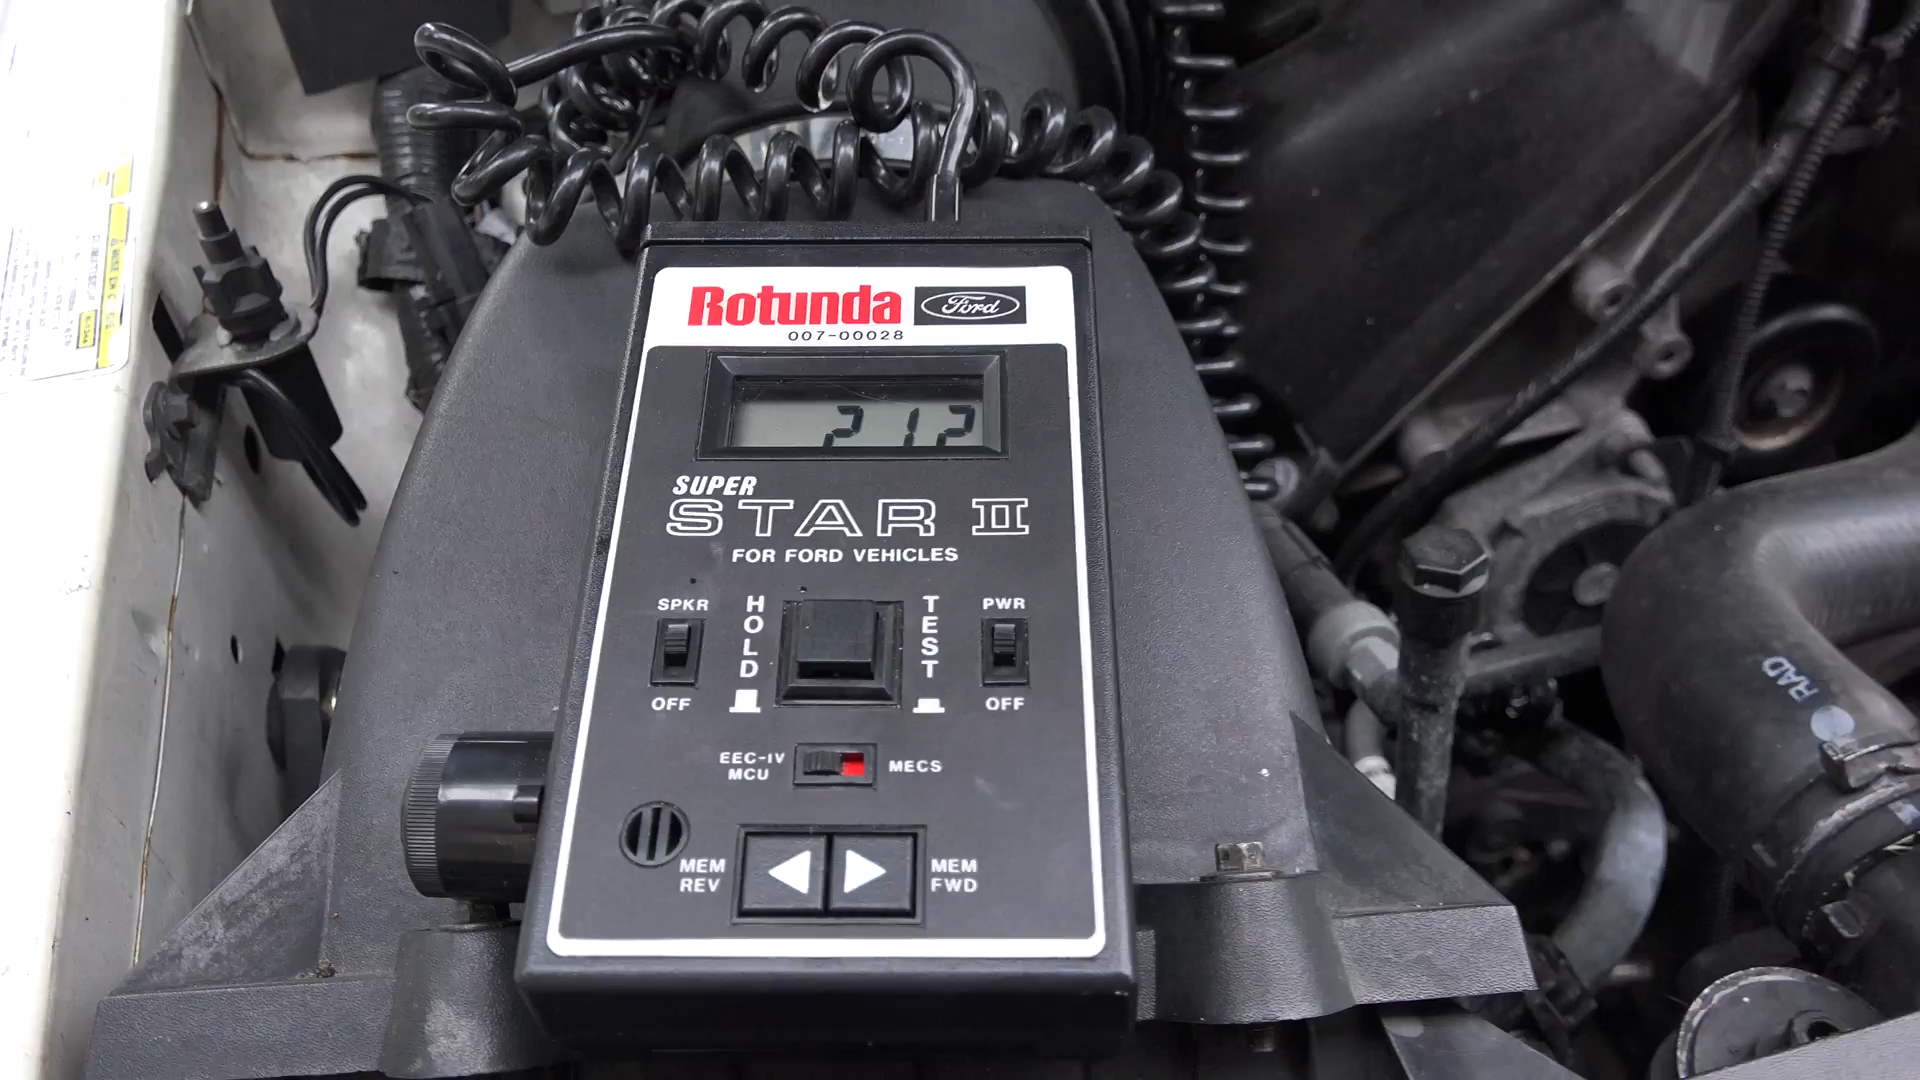 Rotunda Ford
007-00028
212
SUPER
STAR II
FOR FORD VEHICLES
SPKR
HOLD
TEST
PWR
OFF
OFF
EEC-IV
MCU
MECS
MEM
REV
MEM
FWD
RAD